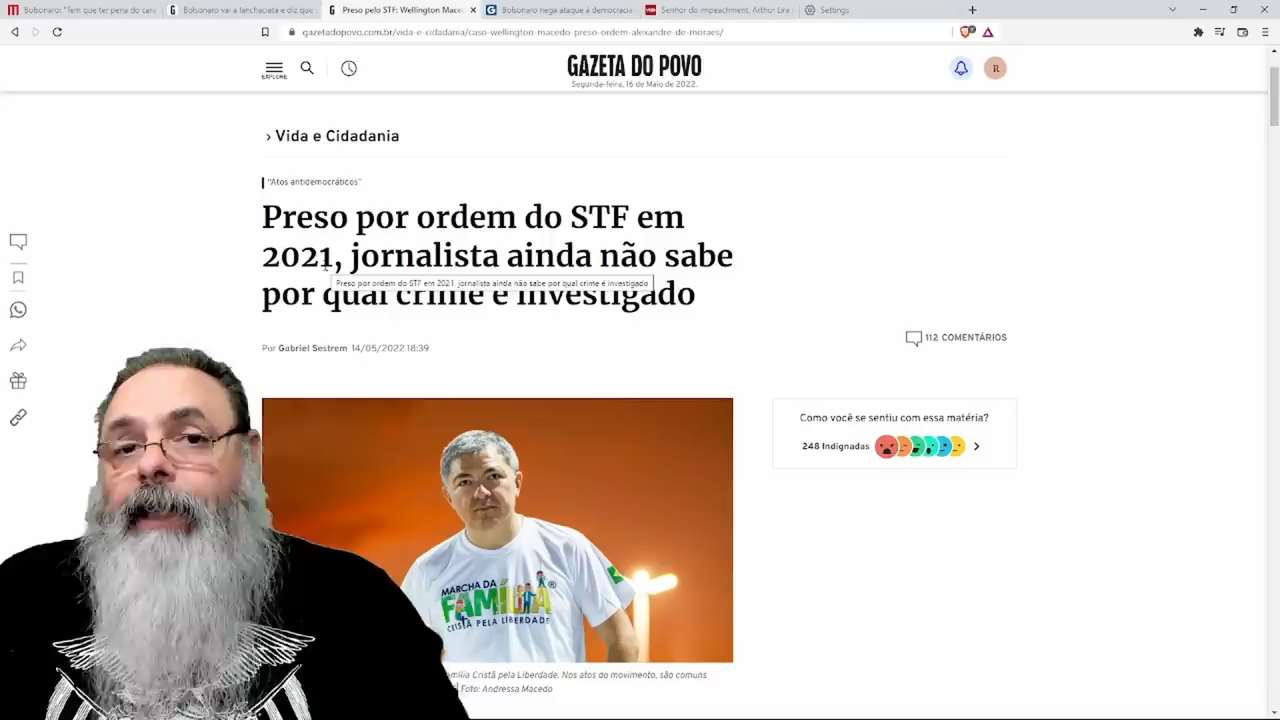 Bolsonaro: "Tem que ter pena do cara
Bolsonaro vai a lanchaciata e diz que
Preso pelo STF: Wellington Mace
Bolsonaro nega ataque à democracia
Senhor do impeachment, Arthur Lira
Settings
gazetadopovo.com.br/vida-e-cidadania/caso-wellington-macedo-preso-ordem-alexandre-de-moraes/
EXPLORE
GAZETA DO POVO
Segunda-feira, 16 de Maio de 2022.
R
› Vida e Cidadania
"Atos antidemocráticos"
Preso por ordem do STF em
2021, jornalista ainda não sabe
Preso por ordem do STF em 2021, jornalista ainda não sabe por qual crime é investigado
por qual crime é investigado
Por Gabriel Sestrem 14/05/2022 18:39
112 COMENTÁRIOS
Como você se sentiu com essa matéria?
248 Indignadas
MARCHA DA
FAMÍLIA®
CRISTÃ PELA LIBERDADE
amília Cristã pela Liberdade. Nos atos do movimento, são comuns
Foto: Andressa Macedo